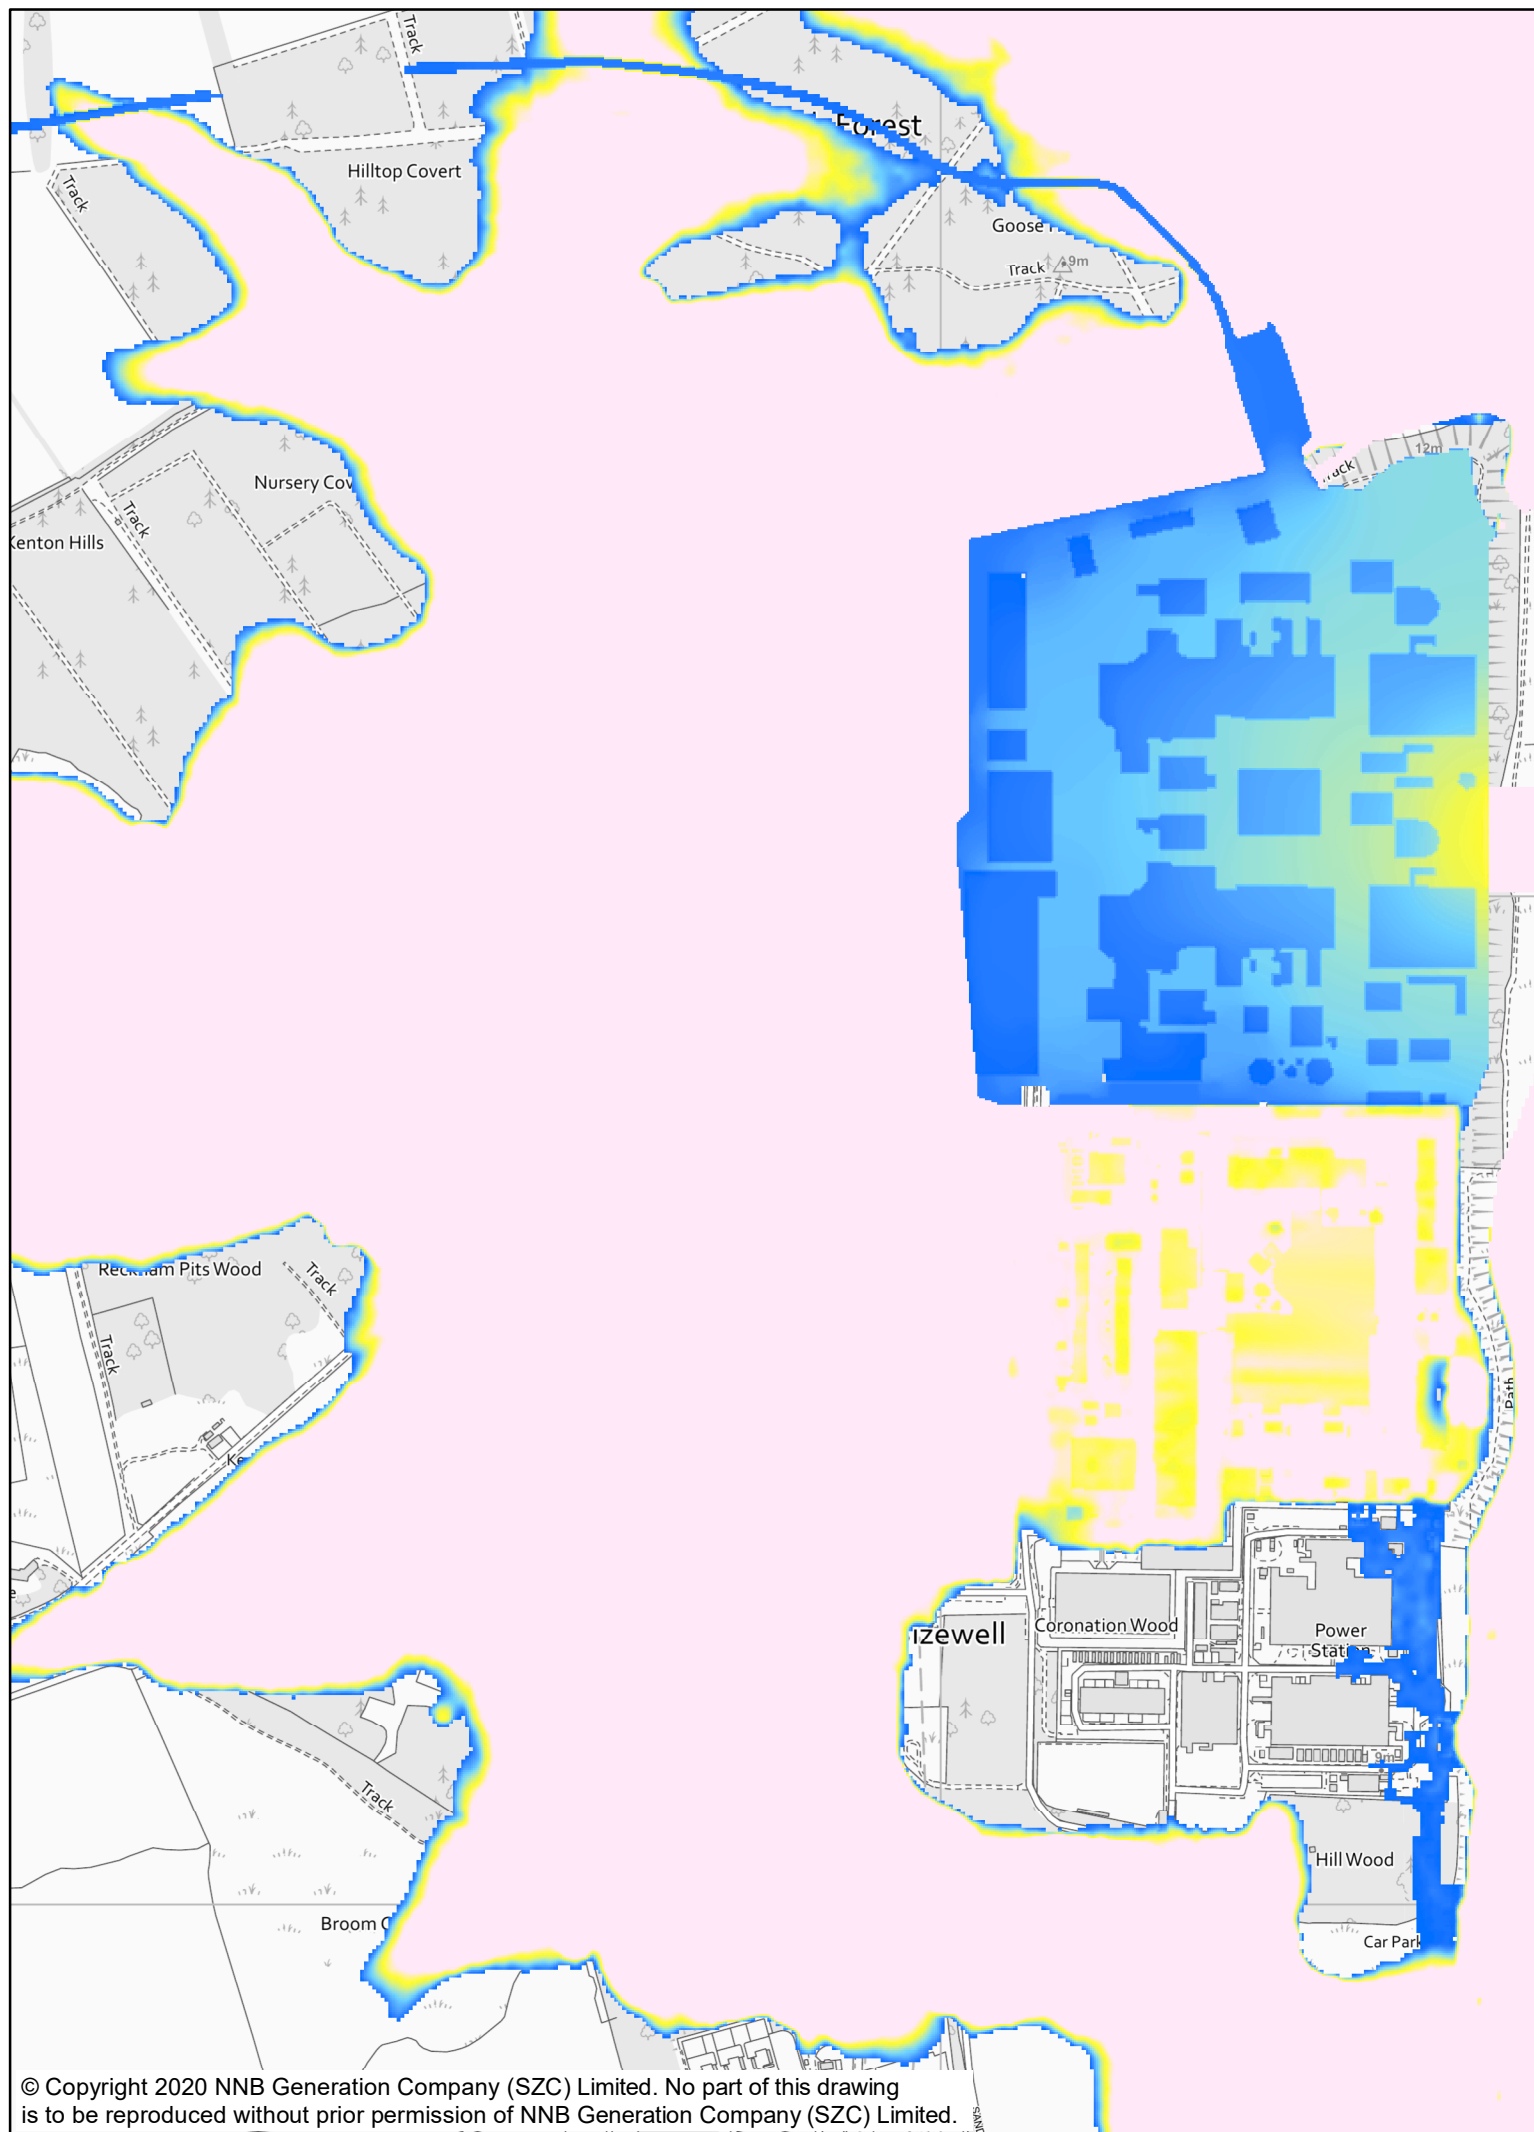 Track
Forest
Hilltop Covert
Track
Goose
Track
9m
12m
Nursery Cov
Track
Kenton Hills
Reckham Pits Wood
Track
Track
Path
Ke
izewell
Coronation Wood
Power
Station
9m
Track
Hill Wood
Broom C
Car Park
© Copyright 2020 NNB Generation Company (SZC) Limited. No part of this drawing
is to be reproduced without prior permission of NNB Generation Company (SZC) Limited.